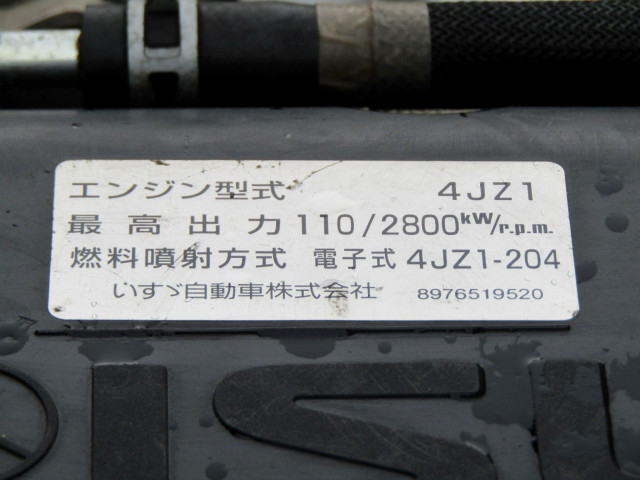 エンジン型式 4JZ1
最高出力 110/2800kW/r.p.m.
燃料噴射方式 電子式 4JZ1-204
いすゞ自動車株式会社 8976519520